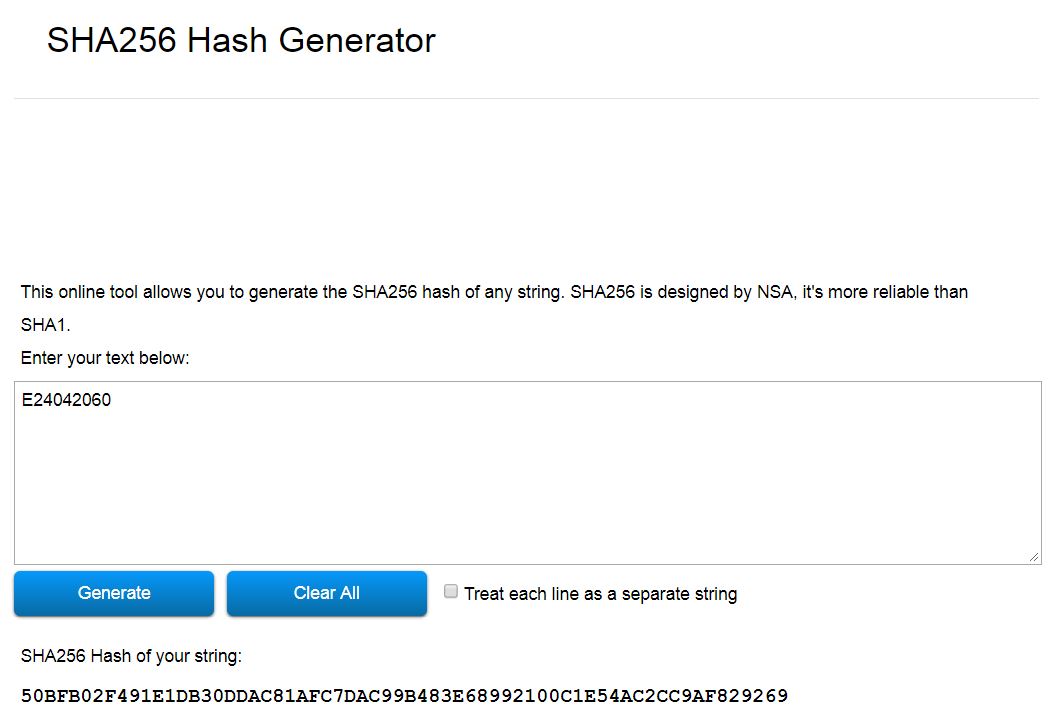 SHA256 Hash Generator
This online tool allows you to generate the SHA256 hash of any string. SHA256 is designed by NSA, it's more reliable than
SHA1.
Enter your text below:
E24042060
Generate Clear All Treat each line as a separate string
SHA256 Hash of your string:
50BFB02F491E1DB30DDAC81AFC7DAC99B483E68992100C1E54AC2CC9AF829269